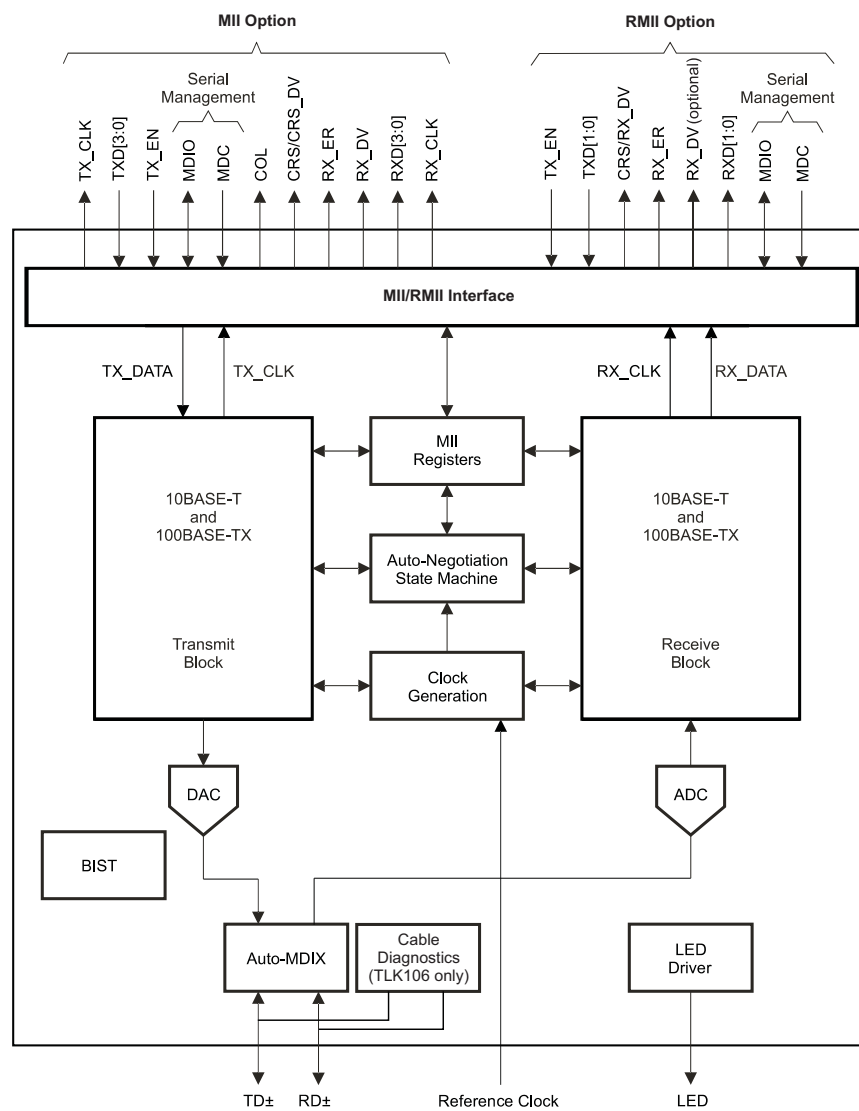 MII Option
RMII Option
Serial
Management
Serial
Management
TX_CLK
TXD[3:0]
TX_EN
MDIO
MDC
COL
CRS/CRS_DV
RX_ER
RX_DV
RXD[3:0]
RX_CLK
TX_EN
TXD[1:0]
CRS/RX_DV
RX_ER
RX_DV (optional)
RXD[1:0]
MDIO
MDC
MII/RMII Interface
TX_DATA
TX_CLK
RX_CLK
RX_DATA
10BASE-T
and
100BASE-TX
Transmit
Block
MII
Registers
Auto-Negotiation
State Machine
Clock
Generation
10BASE-T
and
100BASE-TX
Receive
Block
DAC
ADC
BIST
Auto-MDIX
Cable
Diagnostics
(TLK106 only)
LED
Driver
TD±
RD±
Reference Clock
LED